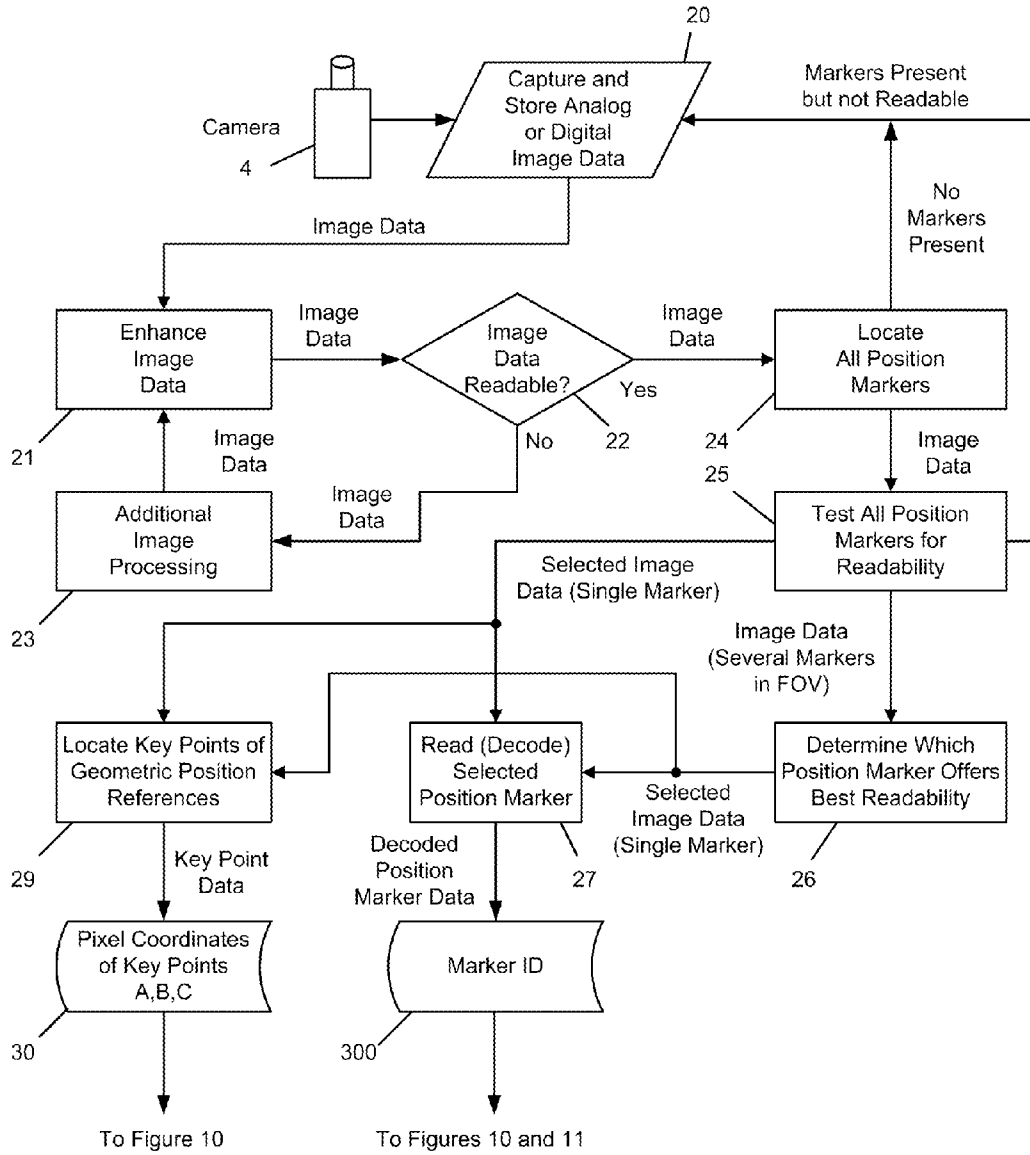 20
Camera
4
Capture and
Store Analog
or Digital
Image Data
Markers Present
but not Readable
No
Markers
Present
Image Data
Enhance
Image
Data
21
Image
Data
Image
Data
Readable?
Yes
No
22
Image
Data
Locate
All Position
Markers
24
Image
Data
Image
Data
Additional
Image
Processing
23
Image
Data
25
Test All Position
Markers for
Readability
Selected Image
Data (Single Marker)
Image Data
(Several Markers
in FOV)
Locate Key Points of
Geometric Position
References
29
Read (Decode)
Selected
Position Marker
27
Selected
Image Data
(Single Marker)
Determine Which
Position Marker Offers
Best Readability
26
Key Point
Data
Decoded
Position
Marker Data
Pixel Coordinates
of Key Points
A,B,C
30
Marker ID
300
To Figure 10
To Figures 10 and 11